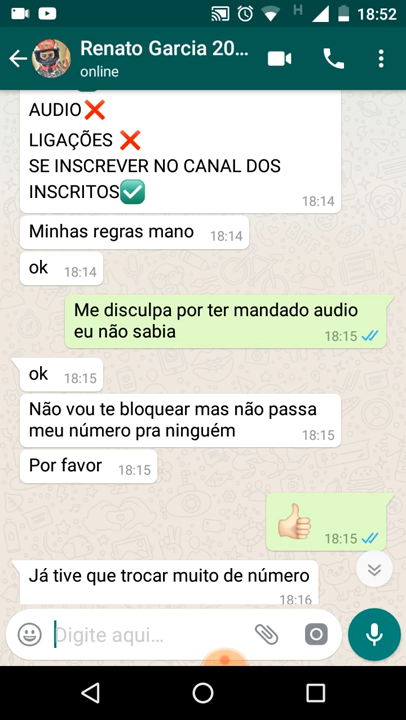 H 18:52
Renato Garcia 20...
online
AUDIO❌
LIGAÇÕES ❌
SE INSCREVER NO CANAL DOS
INSCRITOS✅
18:14
Minhas regras mano 18:14
ok 18:14
Me disculpa por ter mandado audio
eu não sabia
18:15
ok 18:15
Não vou te bloquear mas não passa
meu número pra ninguém
18:15
Por favor 18:15
👍🏻 18:15
Já tive que trocar muito de número
18:16
Digite aqui...